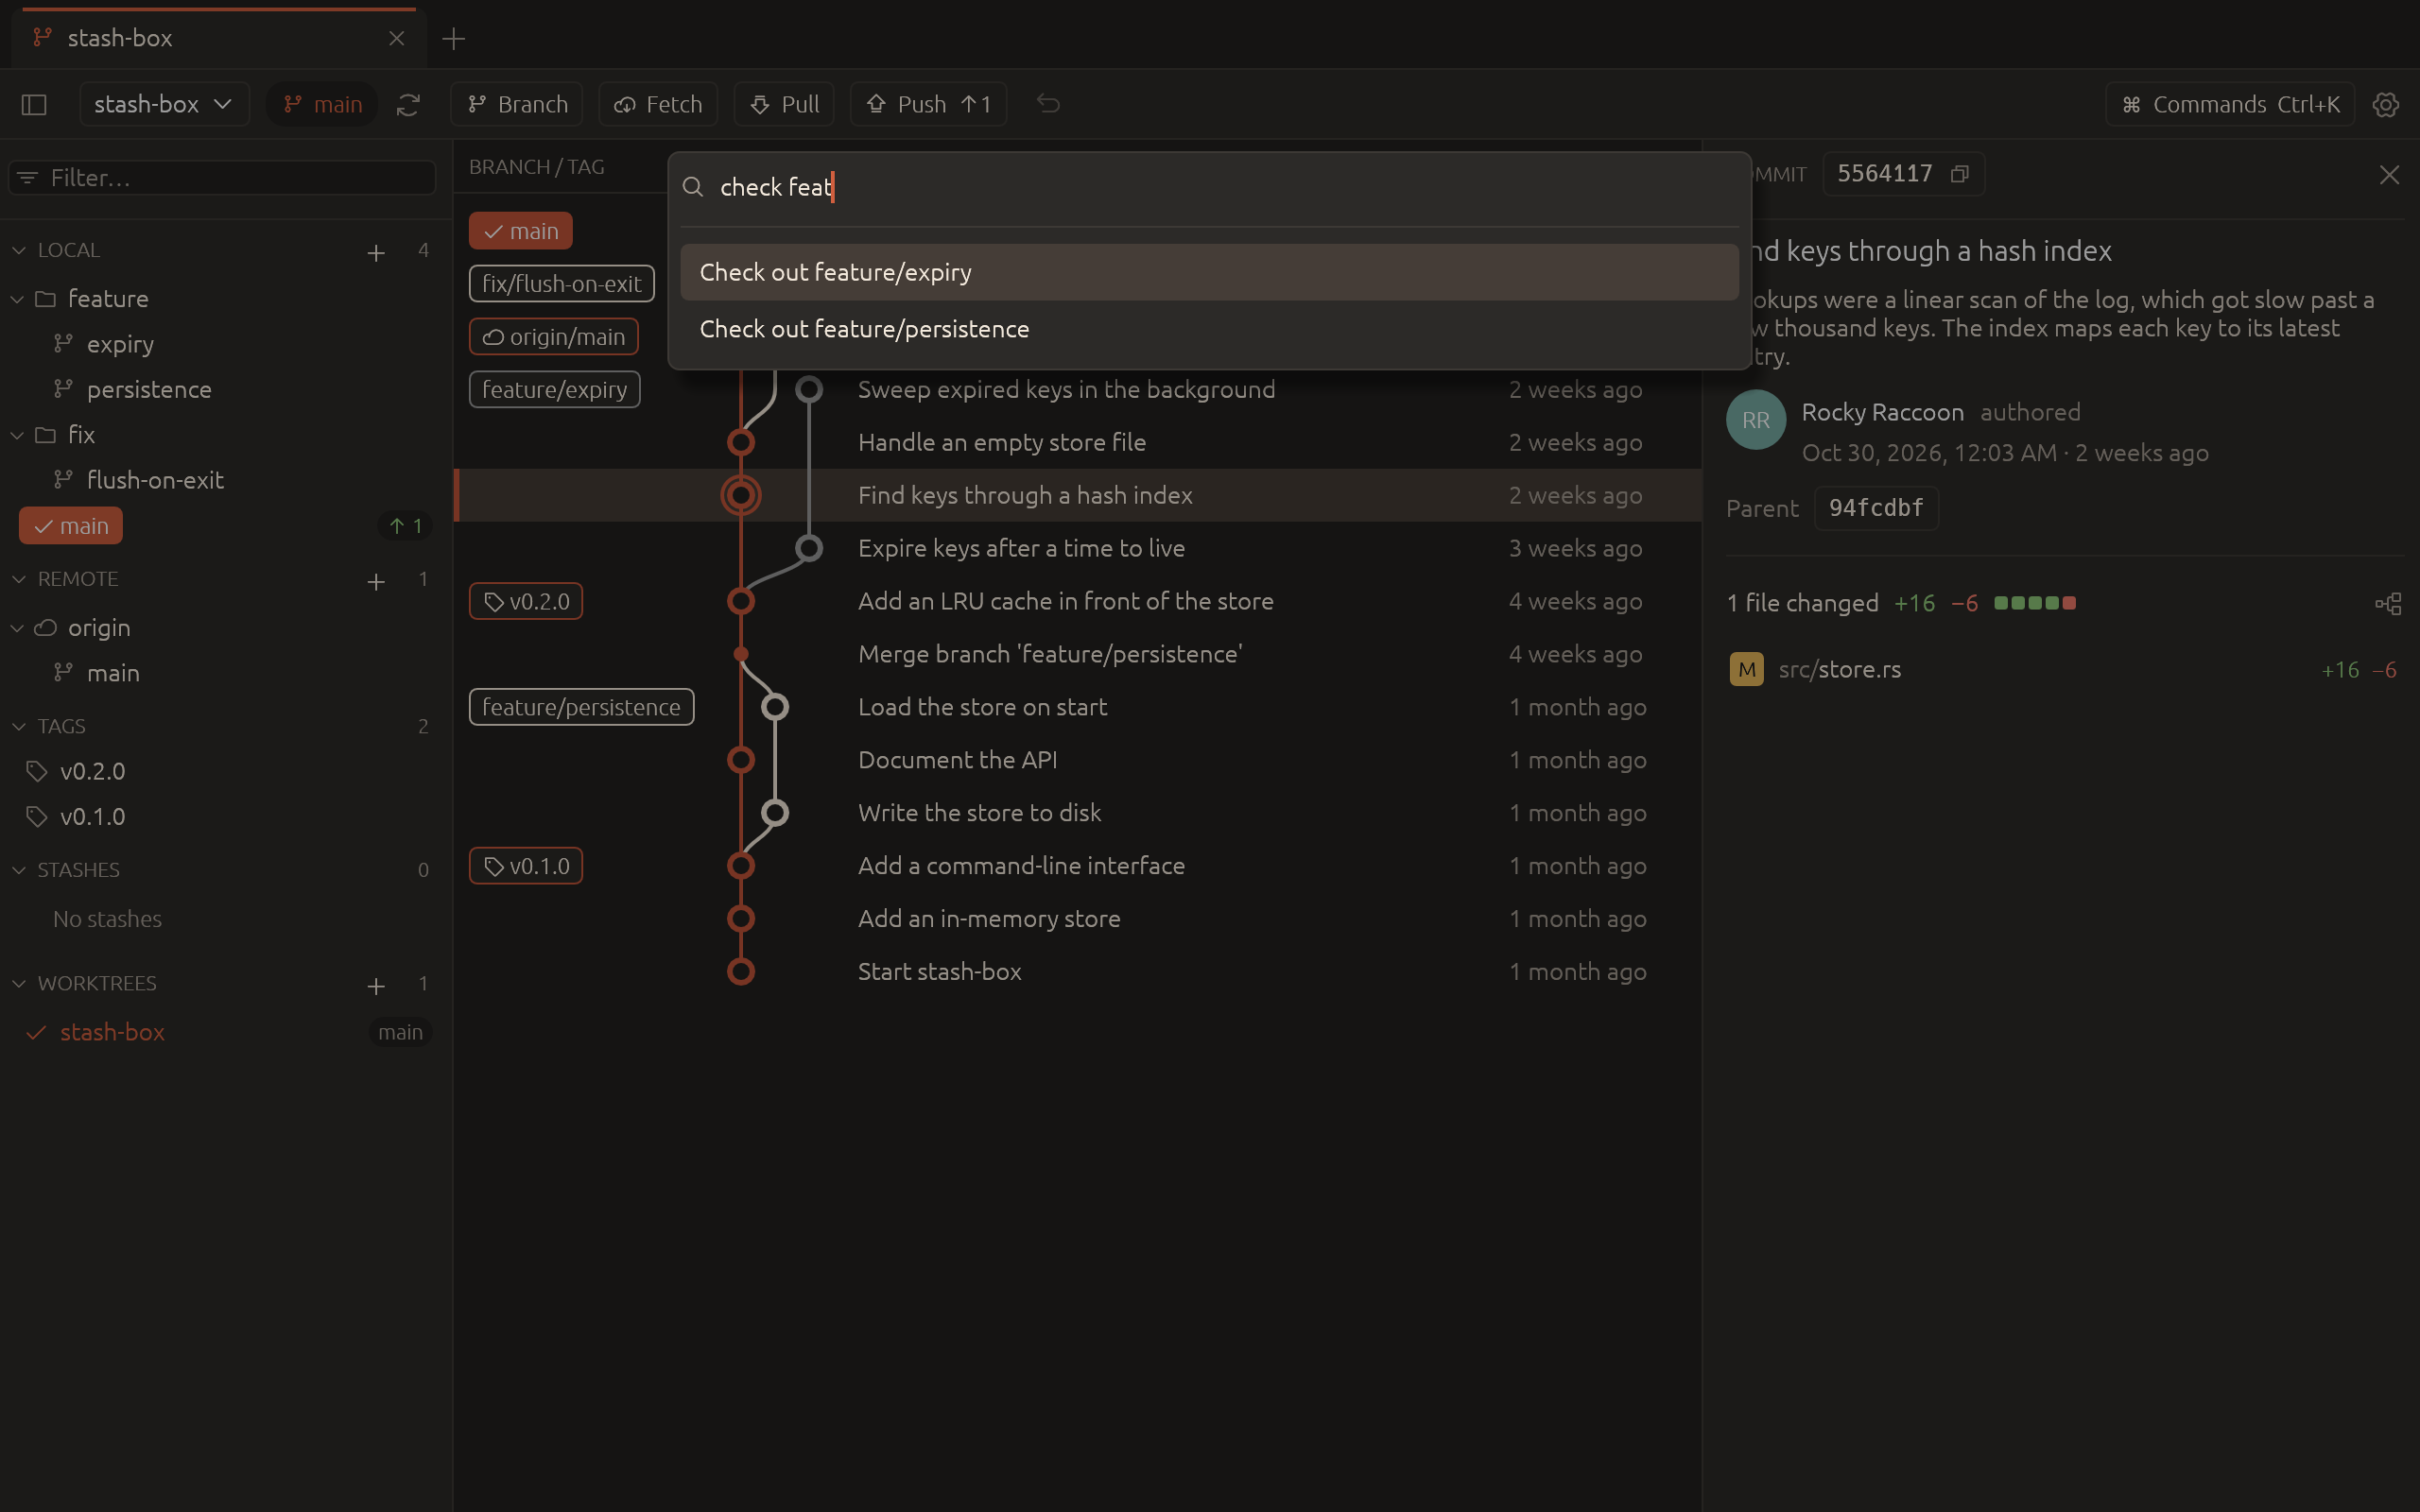 stash-box
stash-box
main
Branch
Fetch
Pull
Push ↑1
⌘ Commands Ctrl+K
Filter…
LOCAL 4
feature
expiry
persistence
fix
flush-on-exit
main ↑ 1
REMOTE 1
origin
main
TAGS 2
v0.2.0
v0.1.0
STASHES 0
No stashes
WORKTREES 1
stash-box main
BRANCH / TAG
check feat
Check out feature/expiry
Check out feature/persistence
main
fix/flush-on-exit
origin/main
feature/expiry Sweep expired keys in the background 2 weeks ago
Handle an empty store file 2 weeks ago
Find keys through a hash index 2 weeks ago
Expire keys after a time to live 3 weeks ago
v0.2.0 Add an LRU cache in front of the store 4 weeks ago
Merge branch 'feature/persistence' 4 weeks ago
feature/persistence Load the store on start 1 month ago
Document the API 1 month ago
Write the store to disk 1 month ago
v0.1.0 Add a command-line interface 1 month ago
Add an in-memory store 1 month ago
Start stash-box 1 month ago
5564117
keys through a hash index
were a linear scan of the log, which got slow past a
thousand keys. The index maps each key to its latest
RR
Rocky Raccoon authored
Oct 30, 2026, 12:03 AM · 2 weeks ago
Parent 94fcdbf
1 file changed +16 −6
M src/store.rs +16 −6